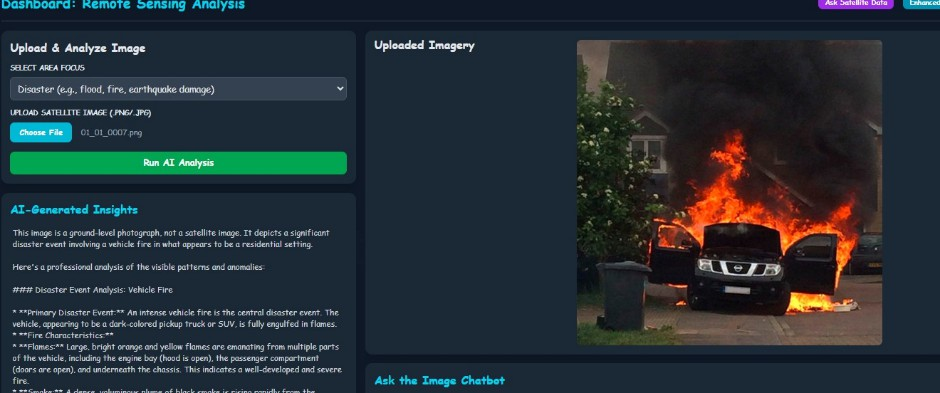 Dashboard: Remote Sensing Analysis
Ask Satellite Data
Enhanced
Upload & Analyze Image
SELECT AREA FOCUS
Disaster (e.g., flood, fire, earthquake damage)
UPLOAD SATELLITE IMAGE (.PNG/.JPG)
Choose File 01_01_0007.png
Run AI Analysis
AI-Generated Insights
This image is a ground-level photograph, not a satellite image. It depicts a significant
disaster event involving a vehicle fire in what appears to be a residential setting.
Here's a professional analysis of the visible patterns and anomalies:
### Disaster Event Analysis: Vehicle Fire
* **Primary Disaster Event:** An intense vehicle fire is the central disaster event. The
vehicle, appearing to be a dark-colored pickup truck or SUV, is fully engulfed in flames.
* **Fire Characteristics:**
* **Flames:** Large, bright orange and yellow flames are emanating from multiple parts
of the vehicle, including the engine bay (hood is open), the passenger compartment
(doors are open), and underneath the chassis. This indicates a well-developed and severe
fire.
* **Smoke:** A dense, voluminous plume of black smoke is rising rapidly from the
Uploaded Imagery
Ask the Image Chatbot